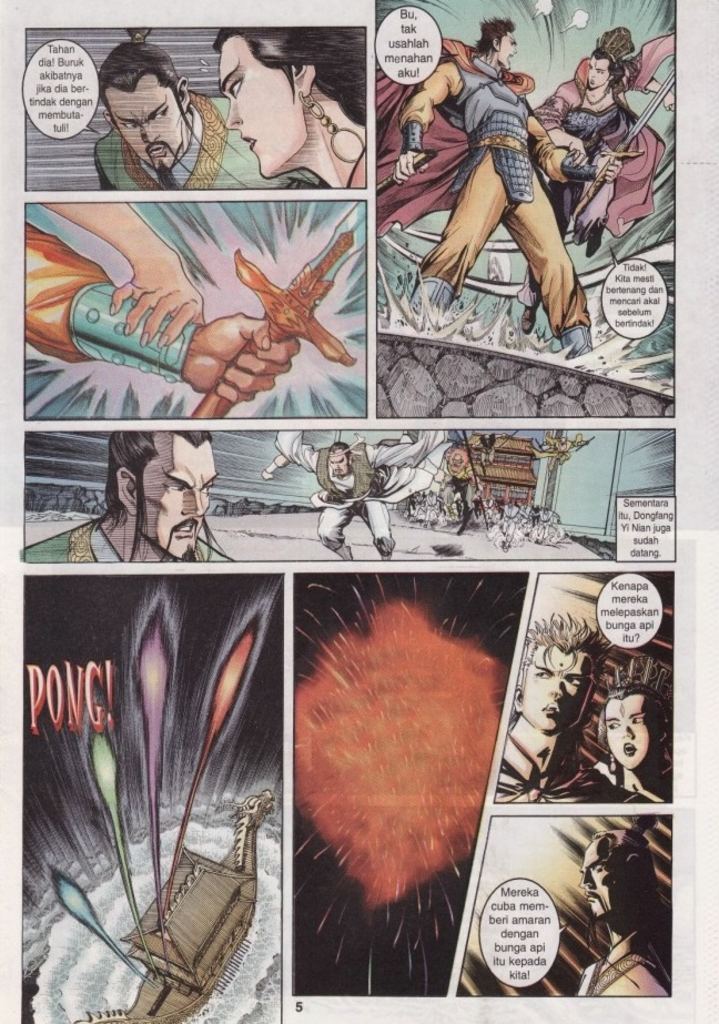 Tahan
dia! Buruk
akibatnya
jika dia ber-
tindak dengan
membuta-
tuli!
Bu,
tak
usahlah
menahan
aku!
Tidak!
Kita mesti
bertenang dan
mencari akal
sebelum
bertindak!
Sementara
itu, Dongfang
Yi Nian juga
sudah
datang.
PONG!
Kenapa
mereka
melepaskan
bunga api
itu?
Mereka
cuba mem-
beri amaran
dengan
bunga api
itu kepada
kita!
5